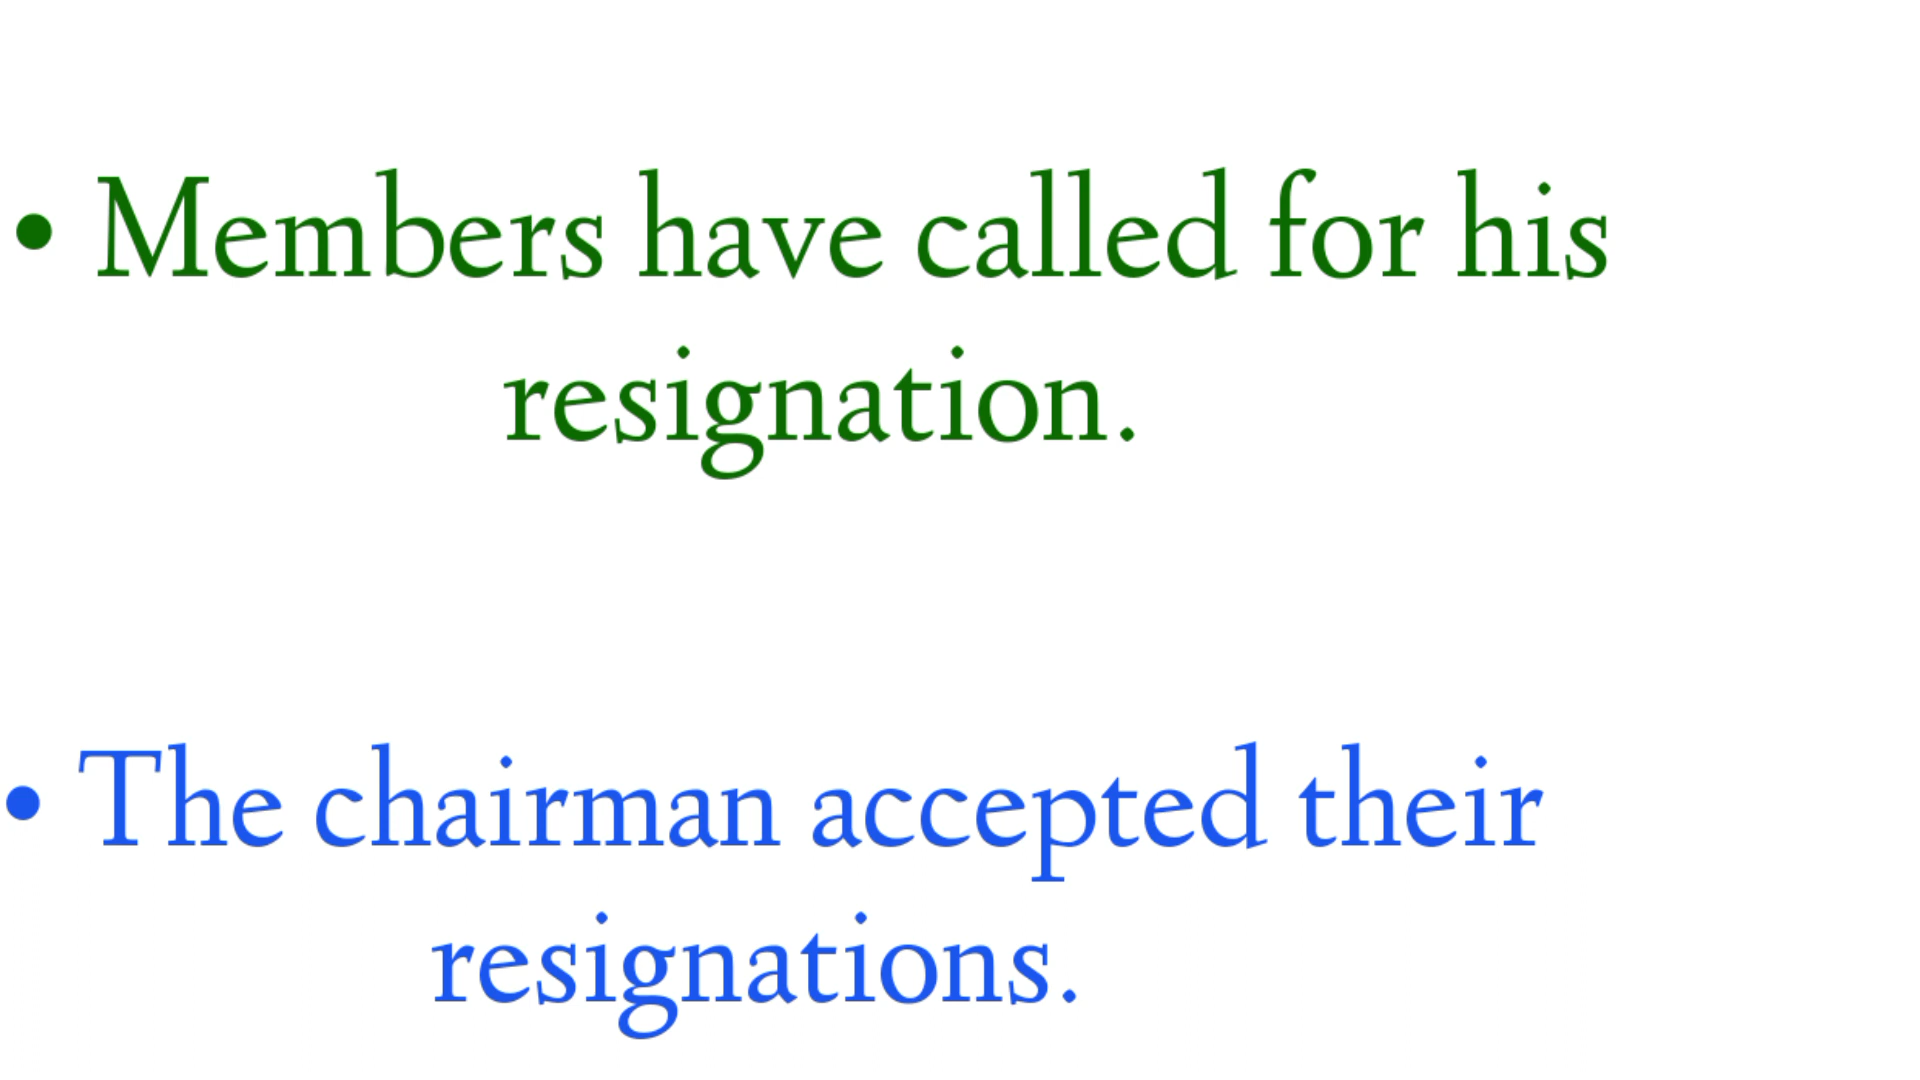 • Members have called for his
resignation.
• The chairman accepted their
resignations.